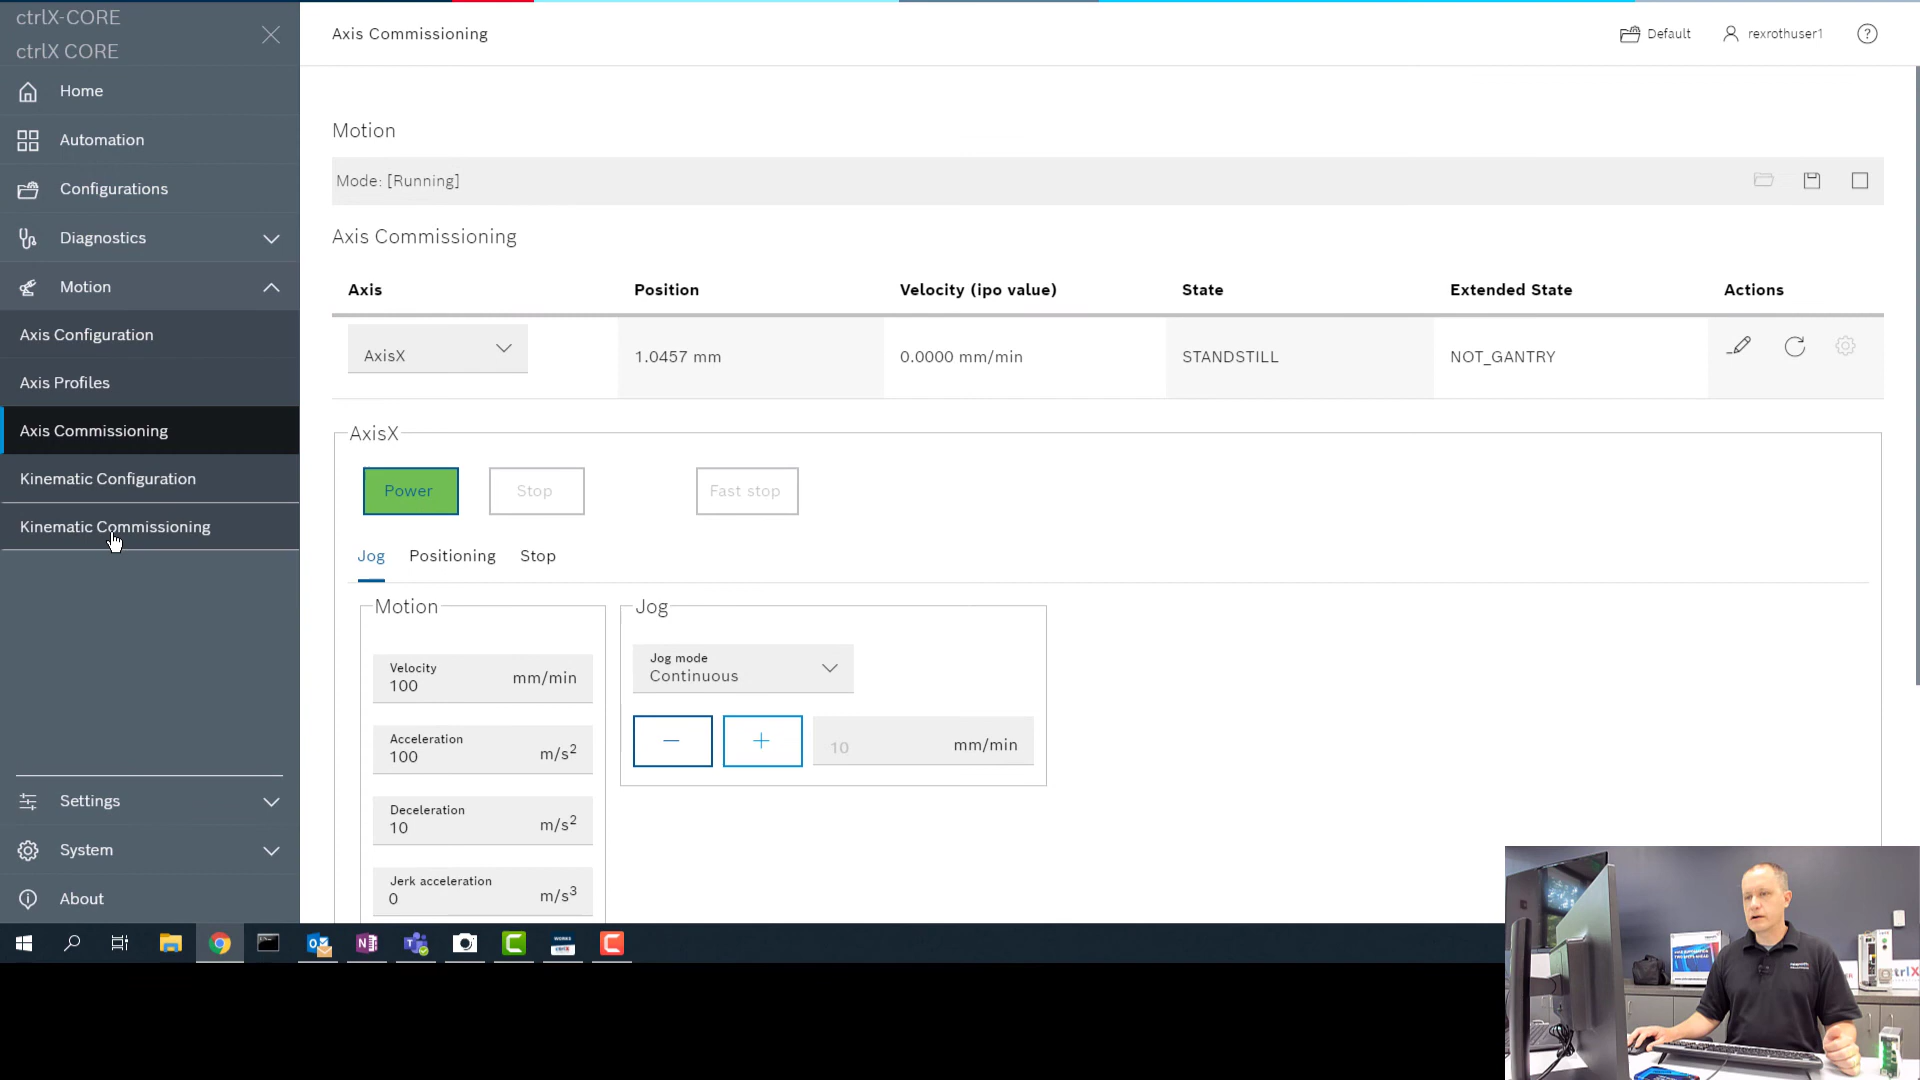 ctrlX-CORE
ctrlX CORE
Home
Automation
Configurations
Diagnostics
Motion
Axis Configuration
Axis Profiles
Axis Commissioning
Kinematic Configuration
Kinematic Commissioning
Settings
System
About
Axis Commissioning
Default
rexrothuser1
Motion
Mode: [Running]
Axis Commissioning
Axis Position Velocity (ipo value) State Extended State Actions
AxisX 1.0457 mm 0.0000 mm/min STANDSTILL NOT_GANTRY
AxisX
Power Stop Fast stop
Jog Positioning Stop
Motion
Velocity
100 mm/min
Acceleration
100 m/s²
Deceleration
10 m/s²
Jerk acceleration
0 m/s³
Jog
Jog mode
Continuous
− +
10 mm/min